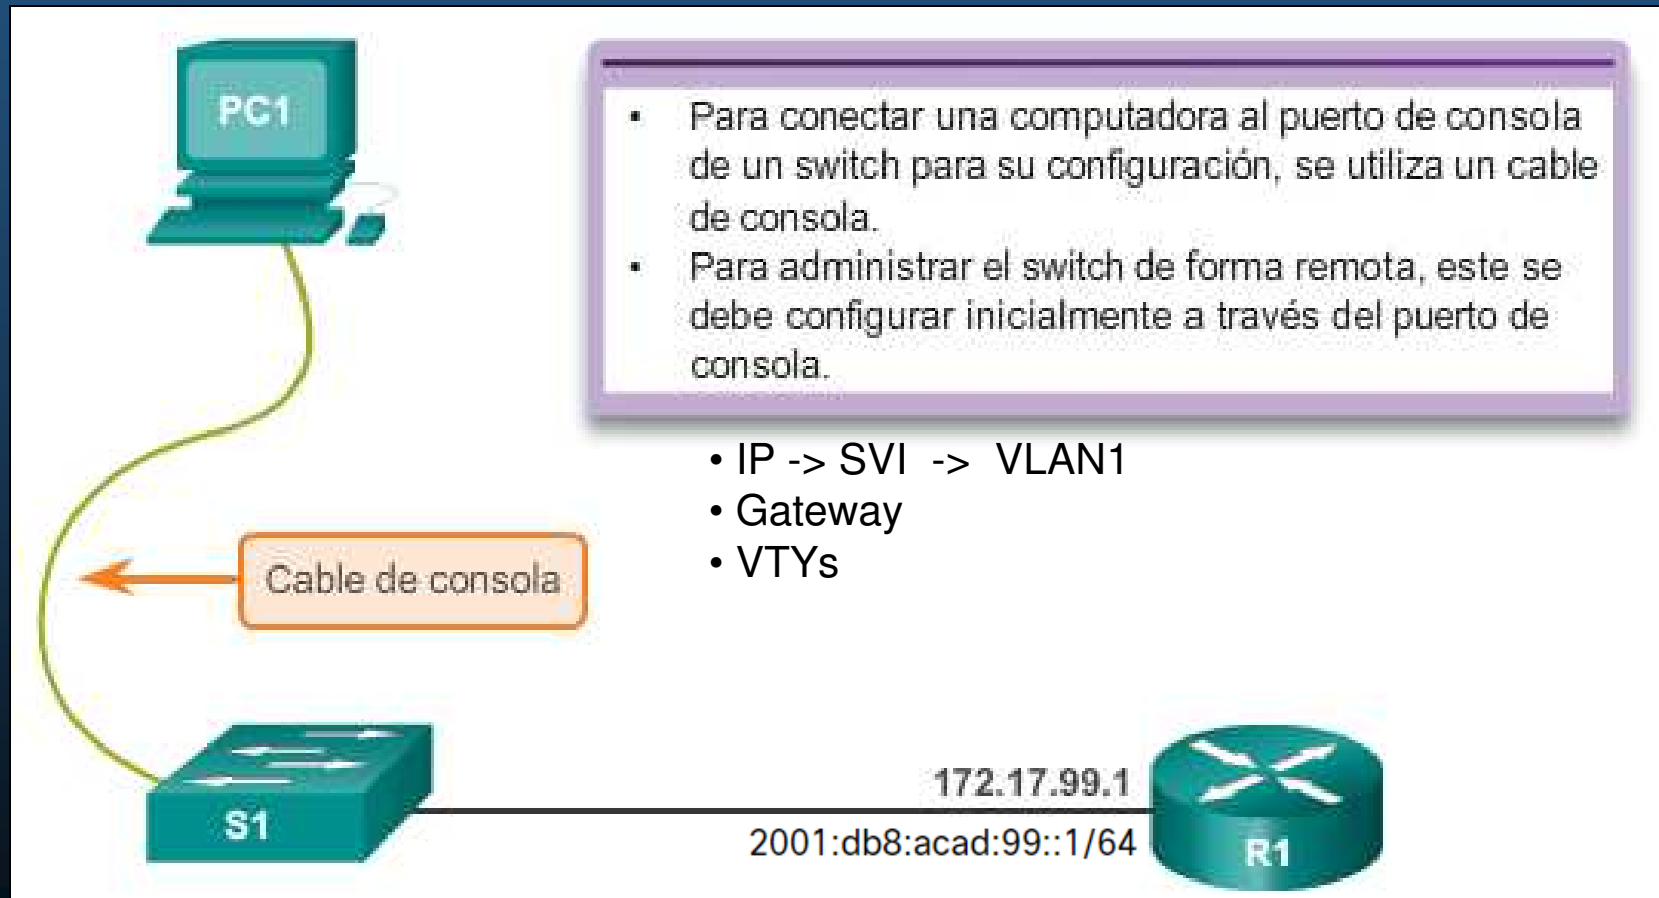 PC1
• Para conectar una computadora al puerto de consola
de un switch para su configuración, se utiliza un cable
de consola.
• Para administrar el switch de forma remota, este se
debe configurar inicialmente a través del puerto de
consola.
• IP -> SVI -> VLAN1
• Gateway
• VTYs
Cable de consola
S1
172.17.99.1
2001:db8:acad:99::1/64
R1